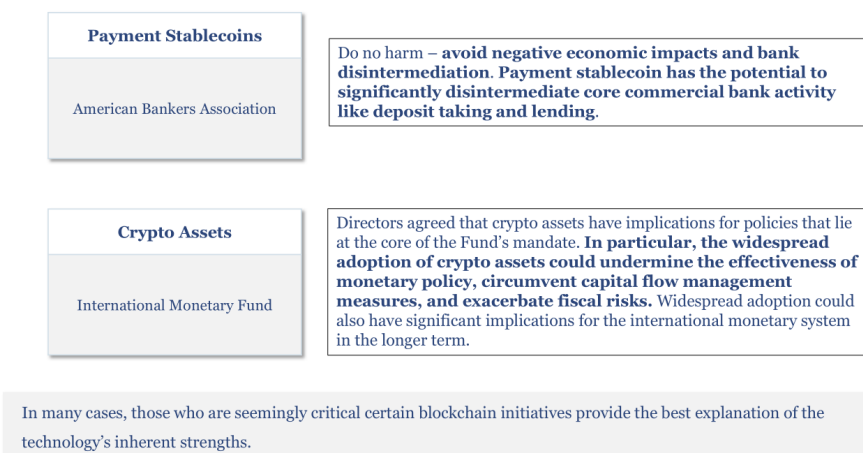 Payment Stablecoins
American Bankers Association
Do no harm – avoid negative economic impacts and bank
disintermediation. Payment stablecoin has the potential to
significantly disintermediate core commercial bank activity
like deposit taking and lending.
Crypto Assets
International Monetary Fund
Directors agreed that crypto assets have implications for policies that lie
at the core of the Fund’s mandate. In particular, the widespread
adoption of crypto assets could undermine the effectiveness of
monetary policy, circumvent capital flow management
measures, and exacerbate fiscal risks. Widespread adoption could
also have significant implications for the international monetary system
in the longer term.
In many cases, those who are seemingly critical certain blockchain initiatives provide the best explanation of the
technology’s inherent strengths.